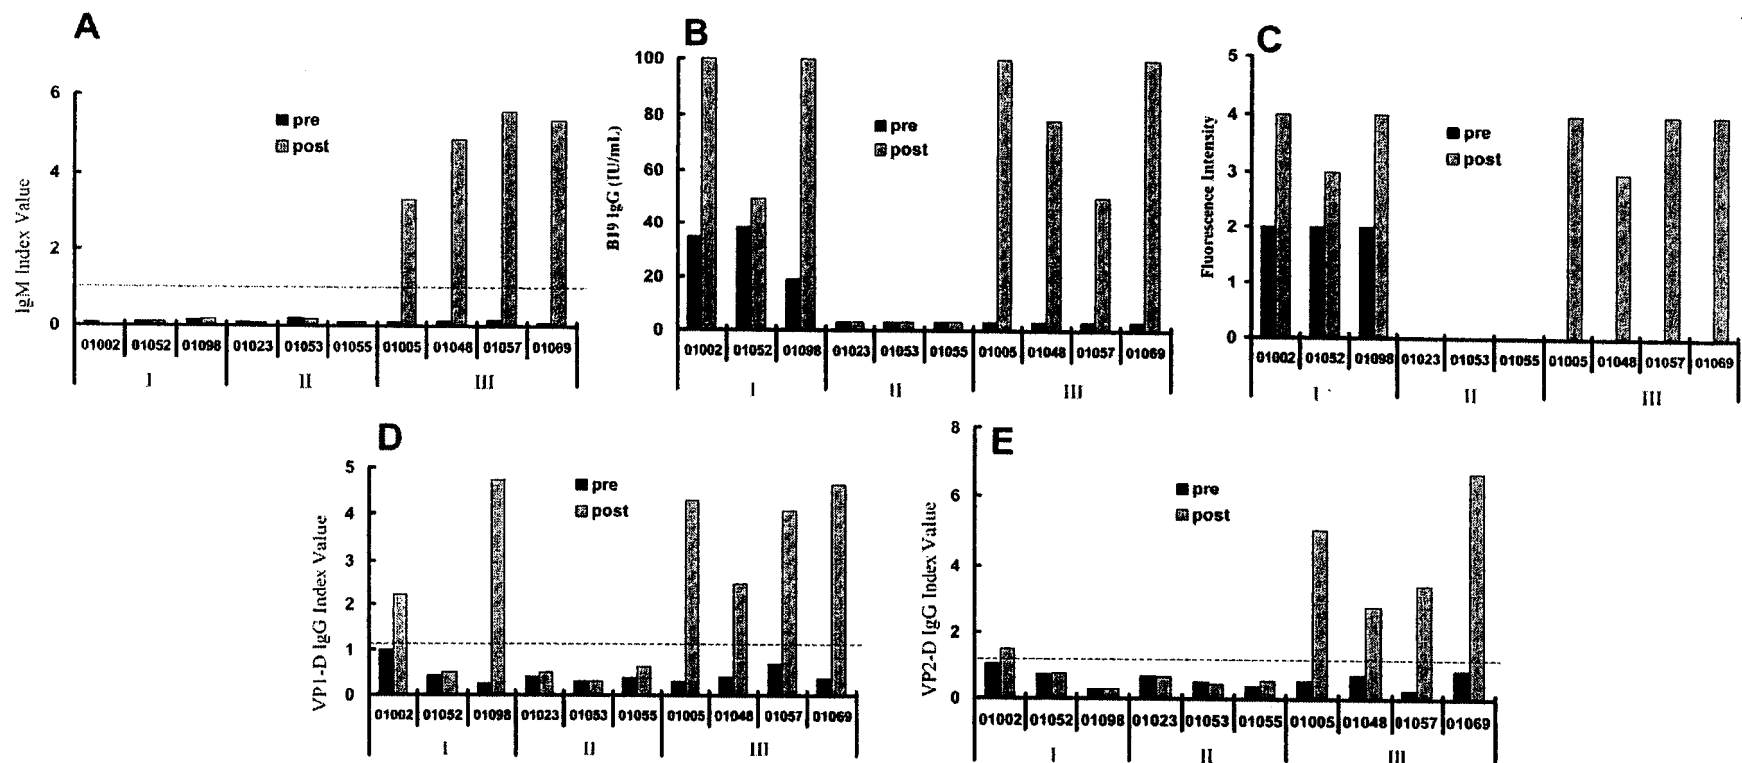 A
6
4
2
0
IgM Index Value
pre
post
01002 01052 01098 01023 01053 01055 01005 01048 01057 01069
I II III
B
100
80
60
40
20
0
B19 IgG (IU/mL)
pre
post
01002 01052 01098 01023 01053 01055 01005 01048 01057 01069
I II III
C
5
4
3
2
1
0
Fluorescence Intensity
pre
post
01002 01052 01098 01023 01053 01055 01005 01048 01057 01069
I II III
D
5
4
3
2
1
0
VP1-D IgG Index Value
pre
post
01002 01052 01098 01023 01053 01055 01005 01048 01057 01069
I II III
E
8
6
4
2
0
VP2-D IgG Index Value
pre
post
01002 01052 01098 01023 01053 01055 01005 01048 01057 01069
I II III